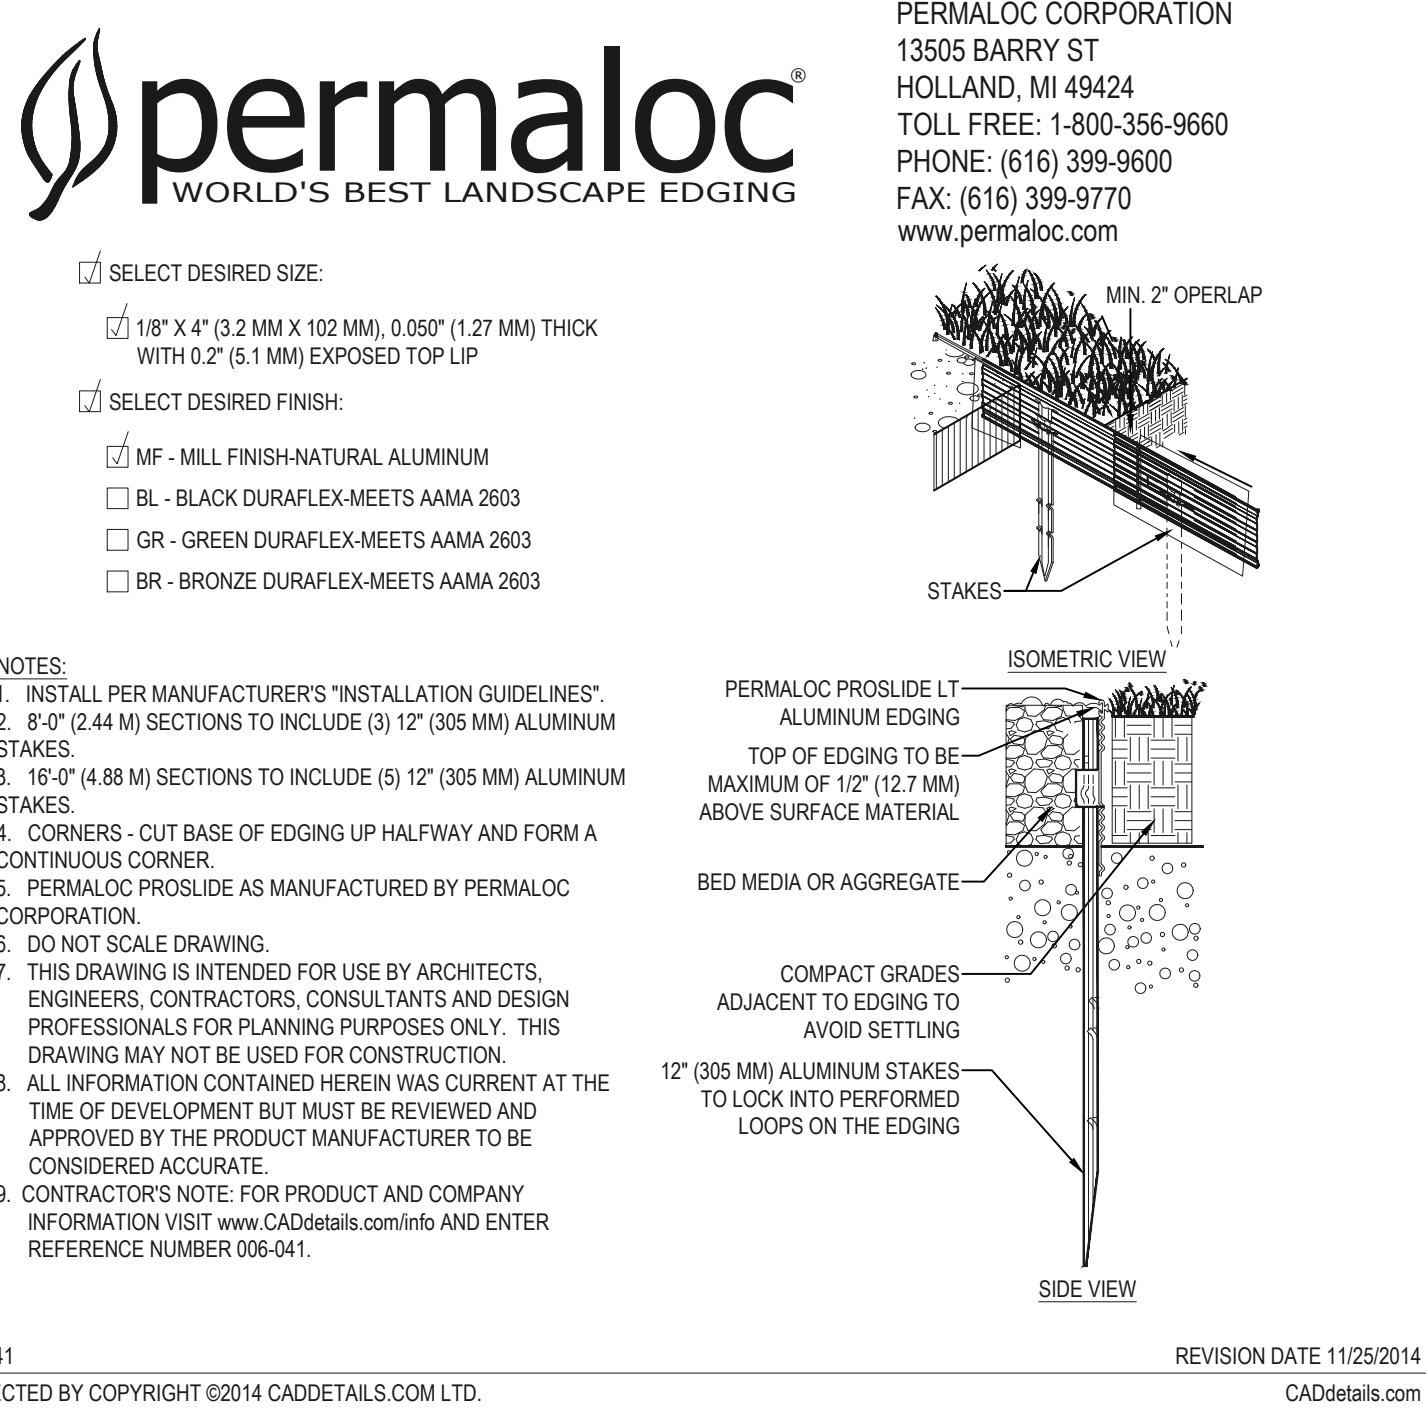 permaloc®
WORLD'S BEST LANDSCAPE EDGING
PERMALOC CORPORATION
13505 BARRY ST
HOLLAND, MI 49424
TOLL FREE: 1-800-356-9660
PHONE: (616) 399-9600
FAX: (616) 399-9770
www.permaloc.com
SELECT DESIRED SIZE:
1/8" X 4" (3.2 MM X 102 MM), 0.050" (1.27 MM) THICK
WITH 0.2" (5.1 MM) EXPOSED TOP LIP
SELECT DESIRED FINISH:
MF - MILL FINISH-NATURAL ALUMINUM
BL - BLACK DURAFLEX-MEETS AAMA 2603
GR - GREEN DURAFLEX-MEETS AAMA 2603
BR - BRONZE DURAFLEX-MEETS AAMA 2603
MIN. 2" OPERLAP
STAKES
ISOMETRIC VIEW
NOTES:
1. INSTALL PER MANUFACTURER'S "INSTALLATION GUIDELINES".
2. 8'-0" (2.44 M) SECTIONS TO INCLUDE (3) 12" (305 MM) ALUMINUM
STAKES.
3. 16'-0" (4.88 M) SECTIONS TO INCLUDE (5) 12" (305 MM) ALUMINUM
STAKES.
4. CORNERS - CUT BASE OF EDGING UP HALFWAY AND FORM A
CONTINUOUS CORNER.
5. PERMALOC PROSLIDE AS MANUFACTURED BY PERMALOC
CORPORATION.
6. DO NOT SCALE DRAWING.
7. THIS DRAWING IS INTENDED FOR USE BY ARCHITECTS,
ENGINEERS, CONTRACTORS, CONSULTANTS AND DESIGN
PROFESSIONALS FOR PLANNING PURPOSES ONLY. THIS
DRAWING MAY NOT BE USED FOR CONSTRUCTION.
8. ALL INFORMATION CONTAINED HEREIN WAS CURRENT AT THE
TIME OF DEVELOPMENT BUT MUST BE REVIEWED AND
APPROVED BY THE PRODUCT MANUFACTURER TO BE
CONSIDERED ACCURATE.
9. CONTRACTOR'S NOTE: FOR PRODUCT AND COMPANY
INFORMATION VISIT www.CADdetails.com/info AND ENTER
REFERENCE NUMBER 006-041.
PERMALOC PROSLIDE LT
ALUMINUM EDGING
TOP OF EDGING TO BE
MAXIMUM OF 1/2" (12.7 MM)
ABOVE SURFACE MATERIAL
BED MEDIA OR AGGREGATE
COMPACT GRADES
ADJACENT TO EDGING TO
AVOID SETTLING
12" (305 MM) ALUMINUM STAKES
TO LOCK INTO PERFORMED
LOOPS ON THE EDGING
SIDE VIEW
41
REVISION DATE 11/25/2014
ECTED BY COPYRIGHT ©2014 CADDETAILS.COM LTD.
CADdetails.com